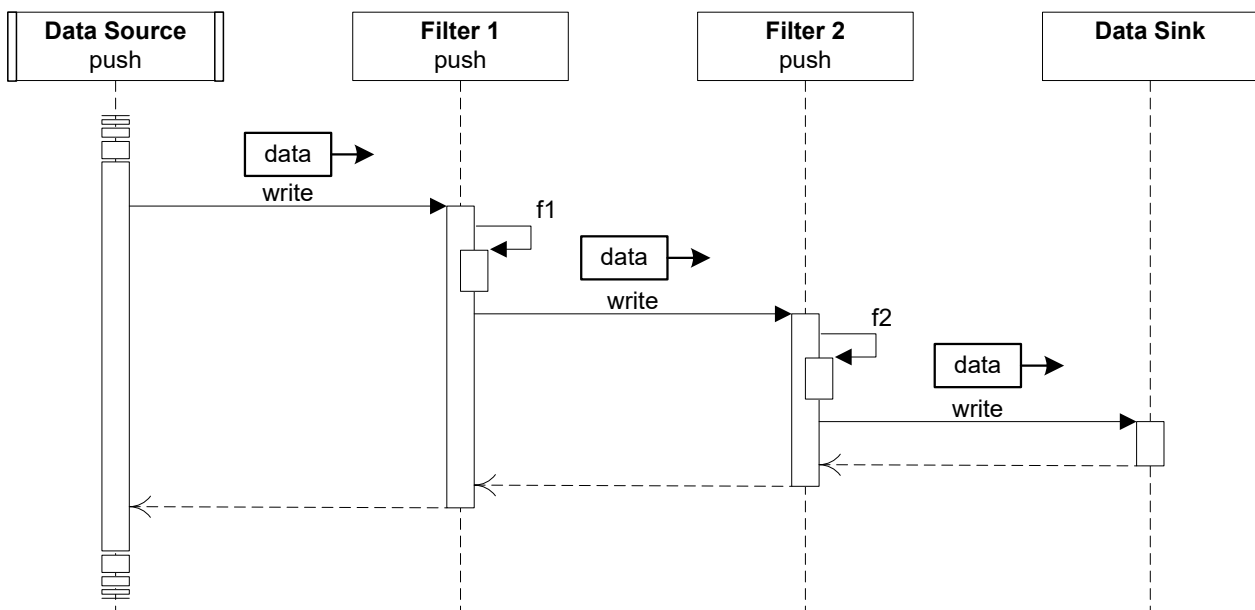 Data Source
push
Filter 1
push
Filter 2
push
Data Sink
data
write
f1
data
write
f2
data
write